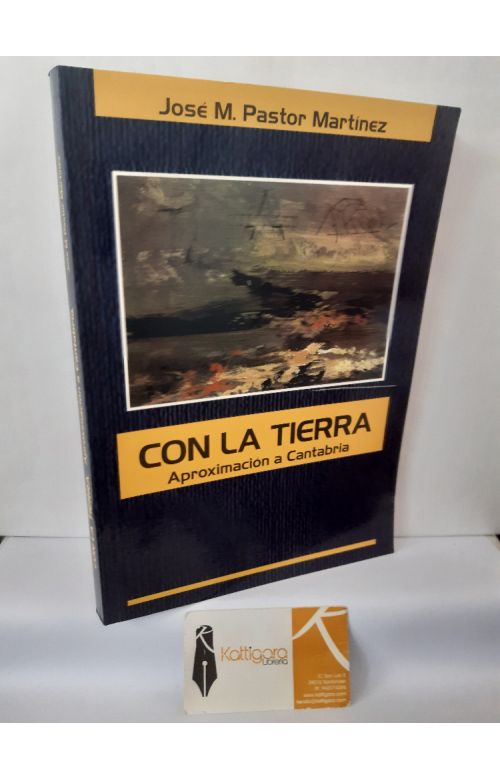 José M. Pastor Martínez
CON LA TIERRA
Aproximación a Cantabria
Kattigara
Librería